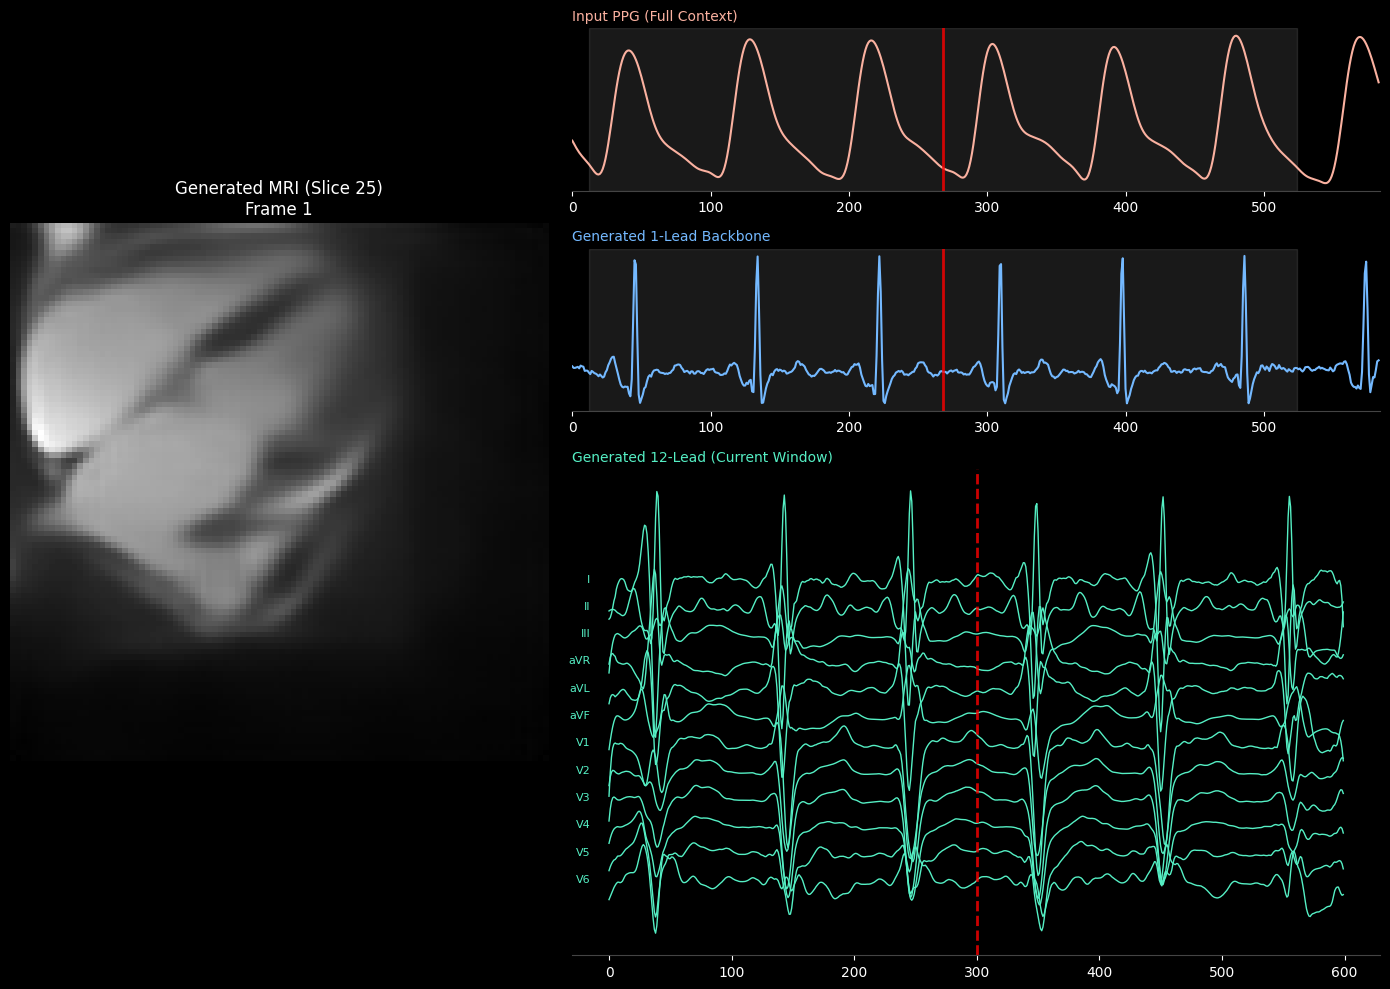 Generated MRI (Slice 25)
Frame 1
Input PPG (Full Context)
0 100 200 300 400 500
Generated 1-Lead Backbone
0 100 200 300 400 500
Generated 12-Lead (Current Window)
I
II
III
aVR
aVL
aVF
V1
V2
V3
V4
V5
V6
0 100 200 300 400 500 600